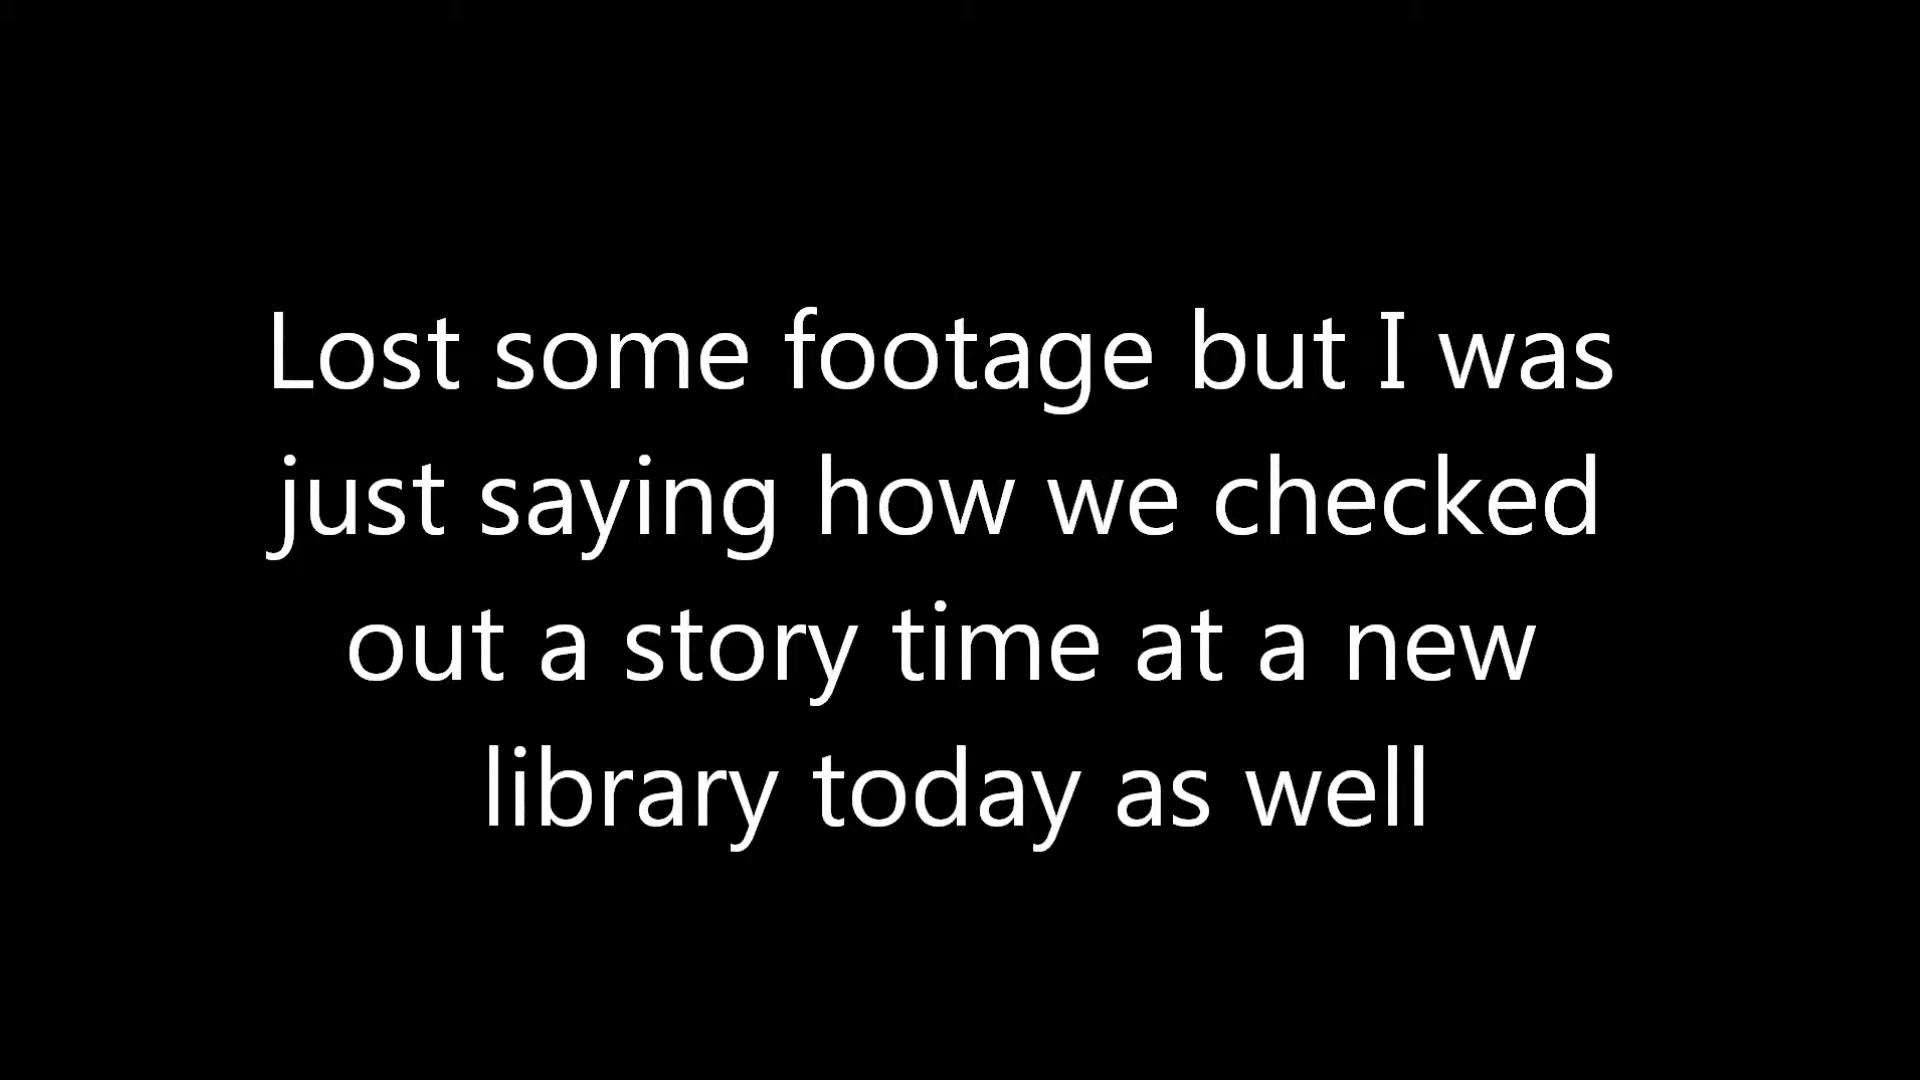 Lost some footage but I was
just saying how we checked
out a story time at a new
library today as well